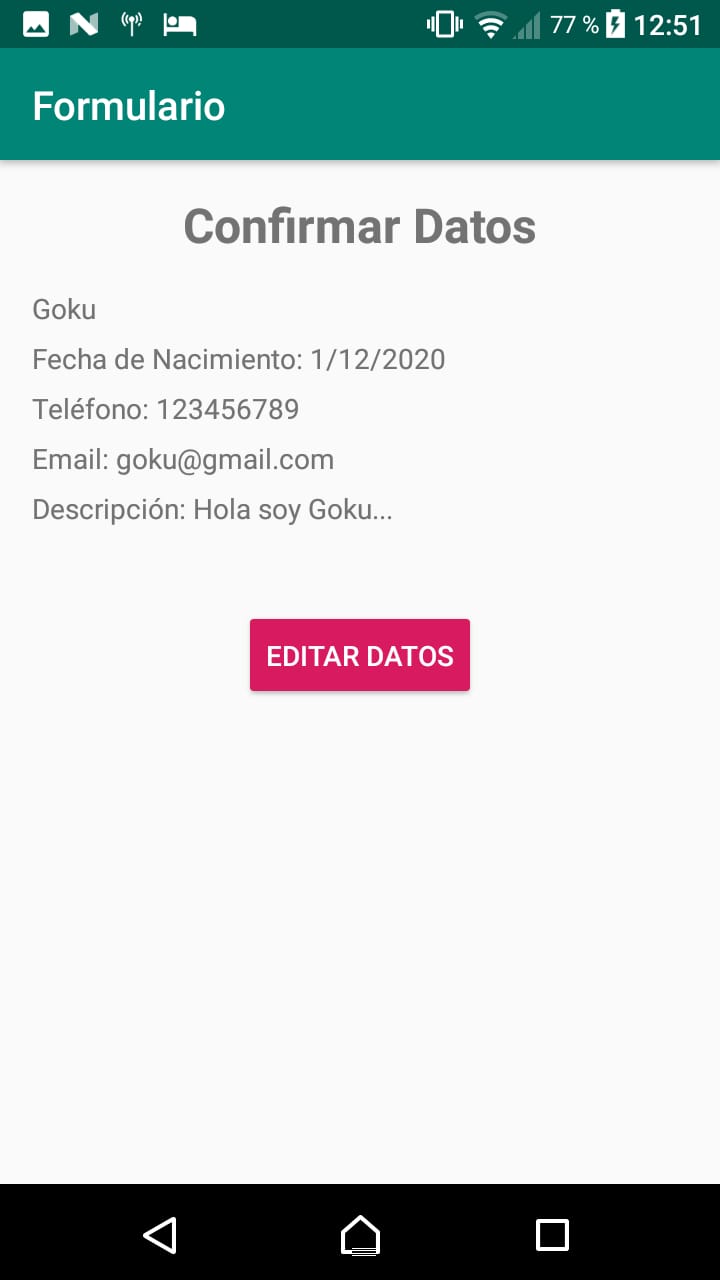 77 % 12:51
Formulario
Confirmar Datos
Goku
Fecha de Nacimiento: 1/12/2020
Teléfono: 123456789
Email: goku@gmail.com
Descripción: Hola soy Goku...
EDITAR DATOS